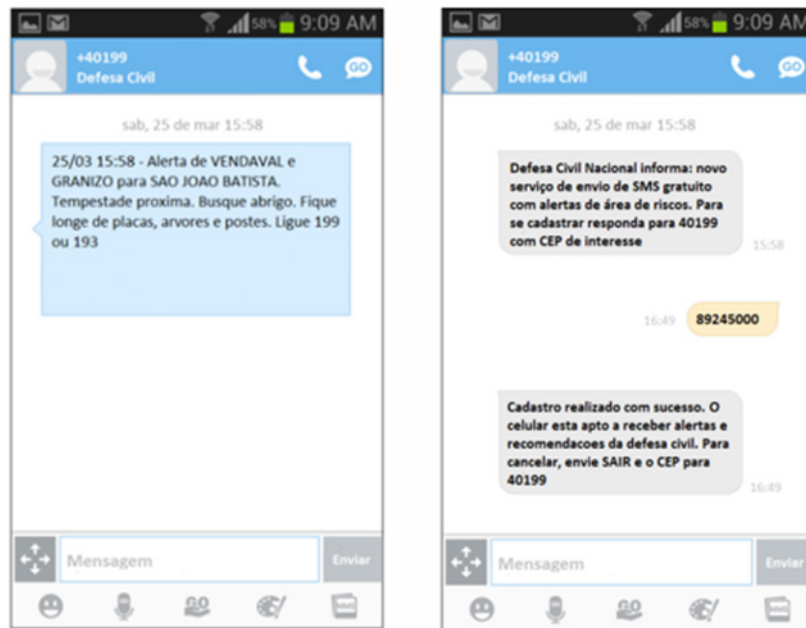 58% 9:09 AM
+40199
Defesa Civil
GO
sab, 25 de mar 15:58
25/03 15:58 - Alerta de VENDAVAL e
GRANIZO para SAO JOAO BATISTA.
Tempestade proxima. Busque abrigo. Fique
longe de placas, arvores e postes. Ligue 199
ou 193
Mensagem
Enviar
GO
58% 9:09 AM
+40199
Defesa Civil
GO
sab, 25 de mar 15:58
Defesa Civil Nacional informa: novo
serviço de envio de SMS gratuito
com alertas de área de riscos. Para
se cadastrar responda para 40199
com CEP de interesse
15:58
16:49
89245000
Cadastro realizado com sucesso. O
celular esta apto a receber alertas e
recomendacoes da defesa civil. Para
cancelar, envie SAIR e o CEP para
40199
16:49
Mensagem
Enviar
GO